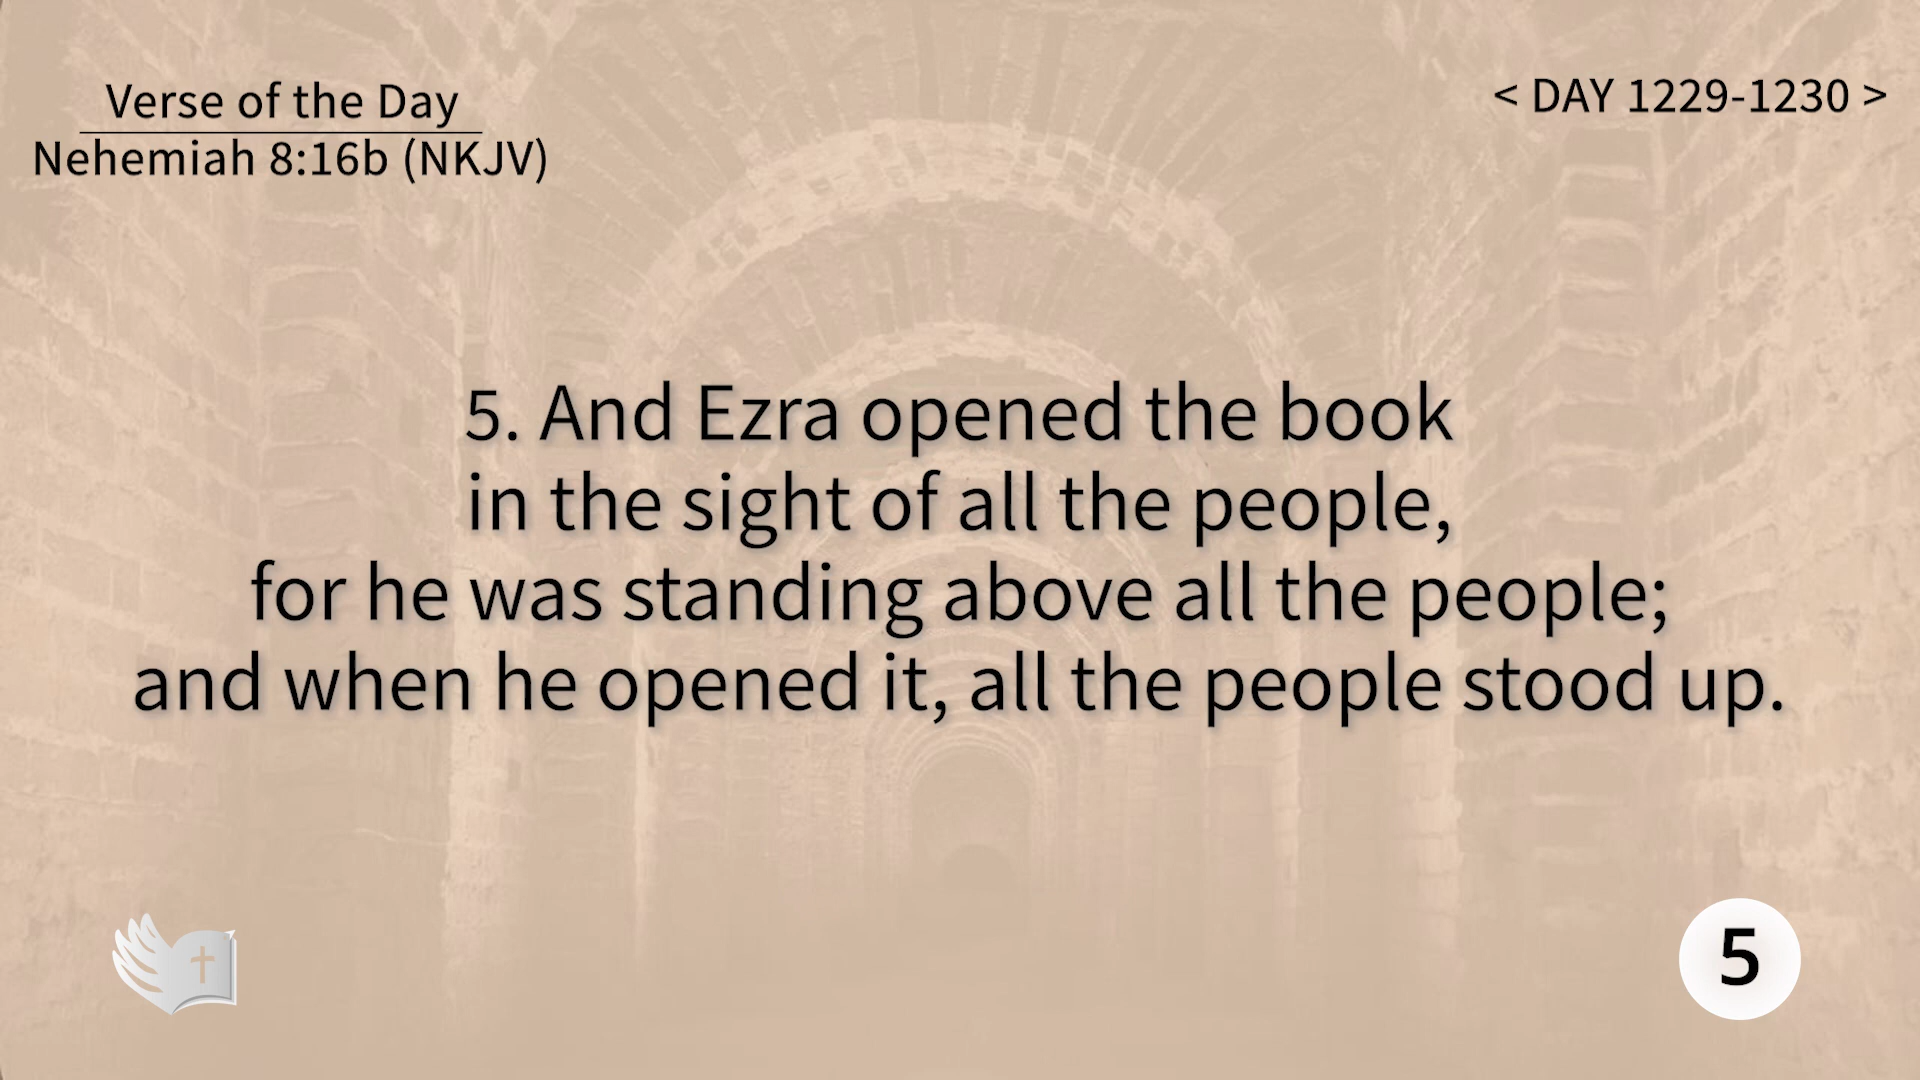 Verse of the Day
Nehemiah 8:16b (NKJV)
< DAY 1229-1230 >
5. And Ezra opened the book
in the sight of all the people,
for he was standing above all the people;
and when he opened it, all the people stood up.
5